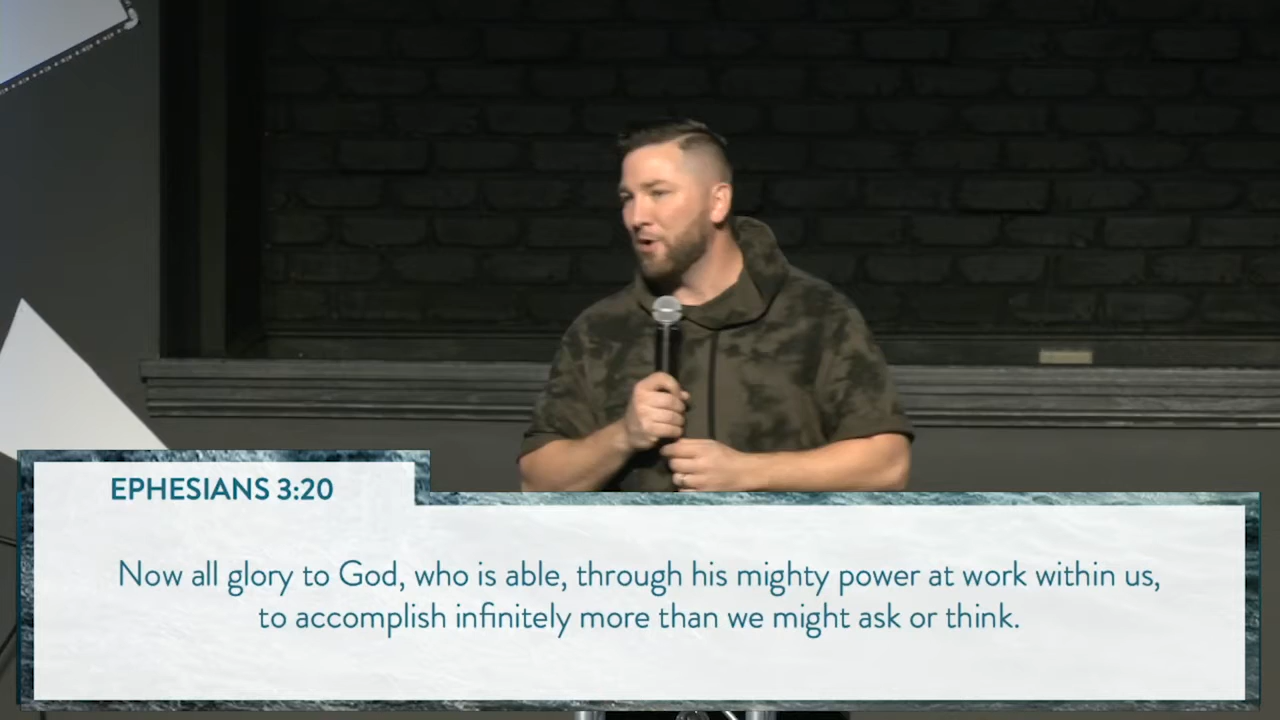 EPHESIANS 3:20
Now all glory to God, who is able, through his mighty power at work within us,
to accomplish infinitely more than we might ask or think.